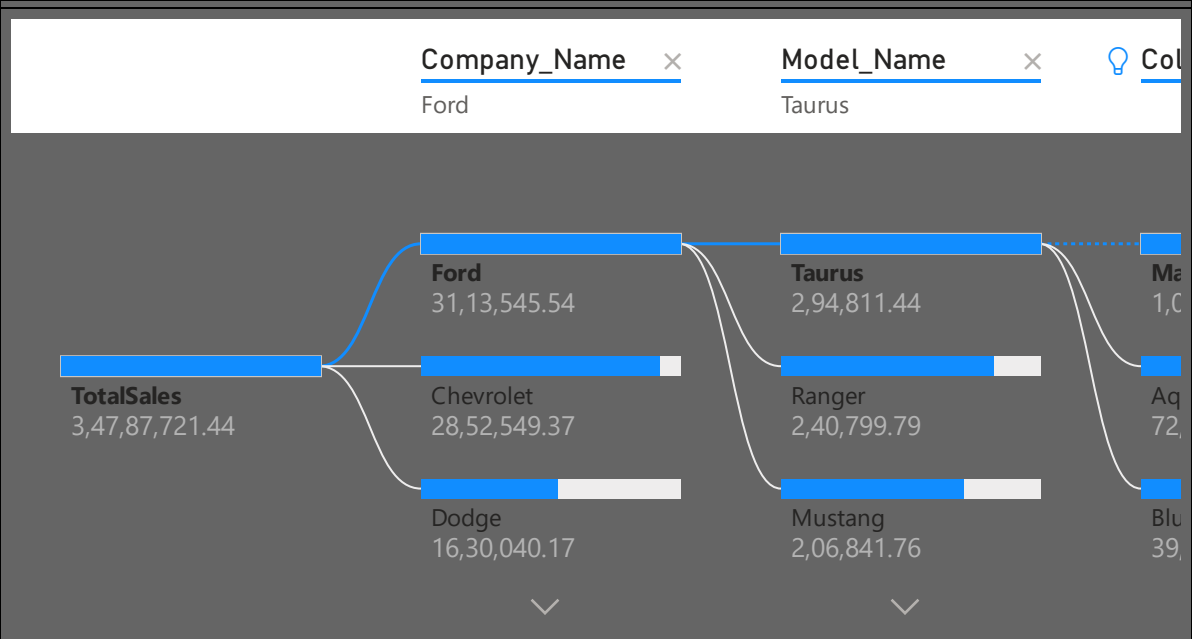 Company_Name
Model_Name
Ford
Taurus
Ford
31,13,545.54
Taurus
2,94,811.44
TotalSales
3,47,87,721.44
Chevrolet
28,52,549.37
Ranger
2,40,799.79
Dodge
16,30,040.17
Mustang
2,06,841.76